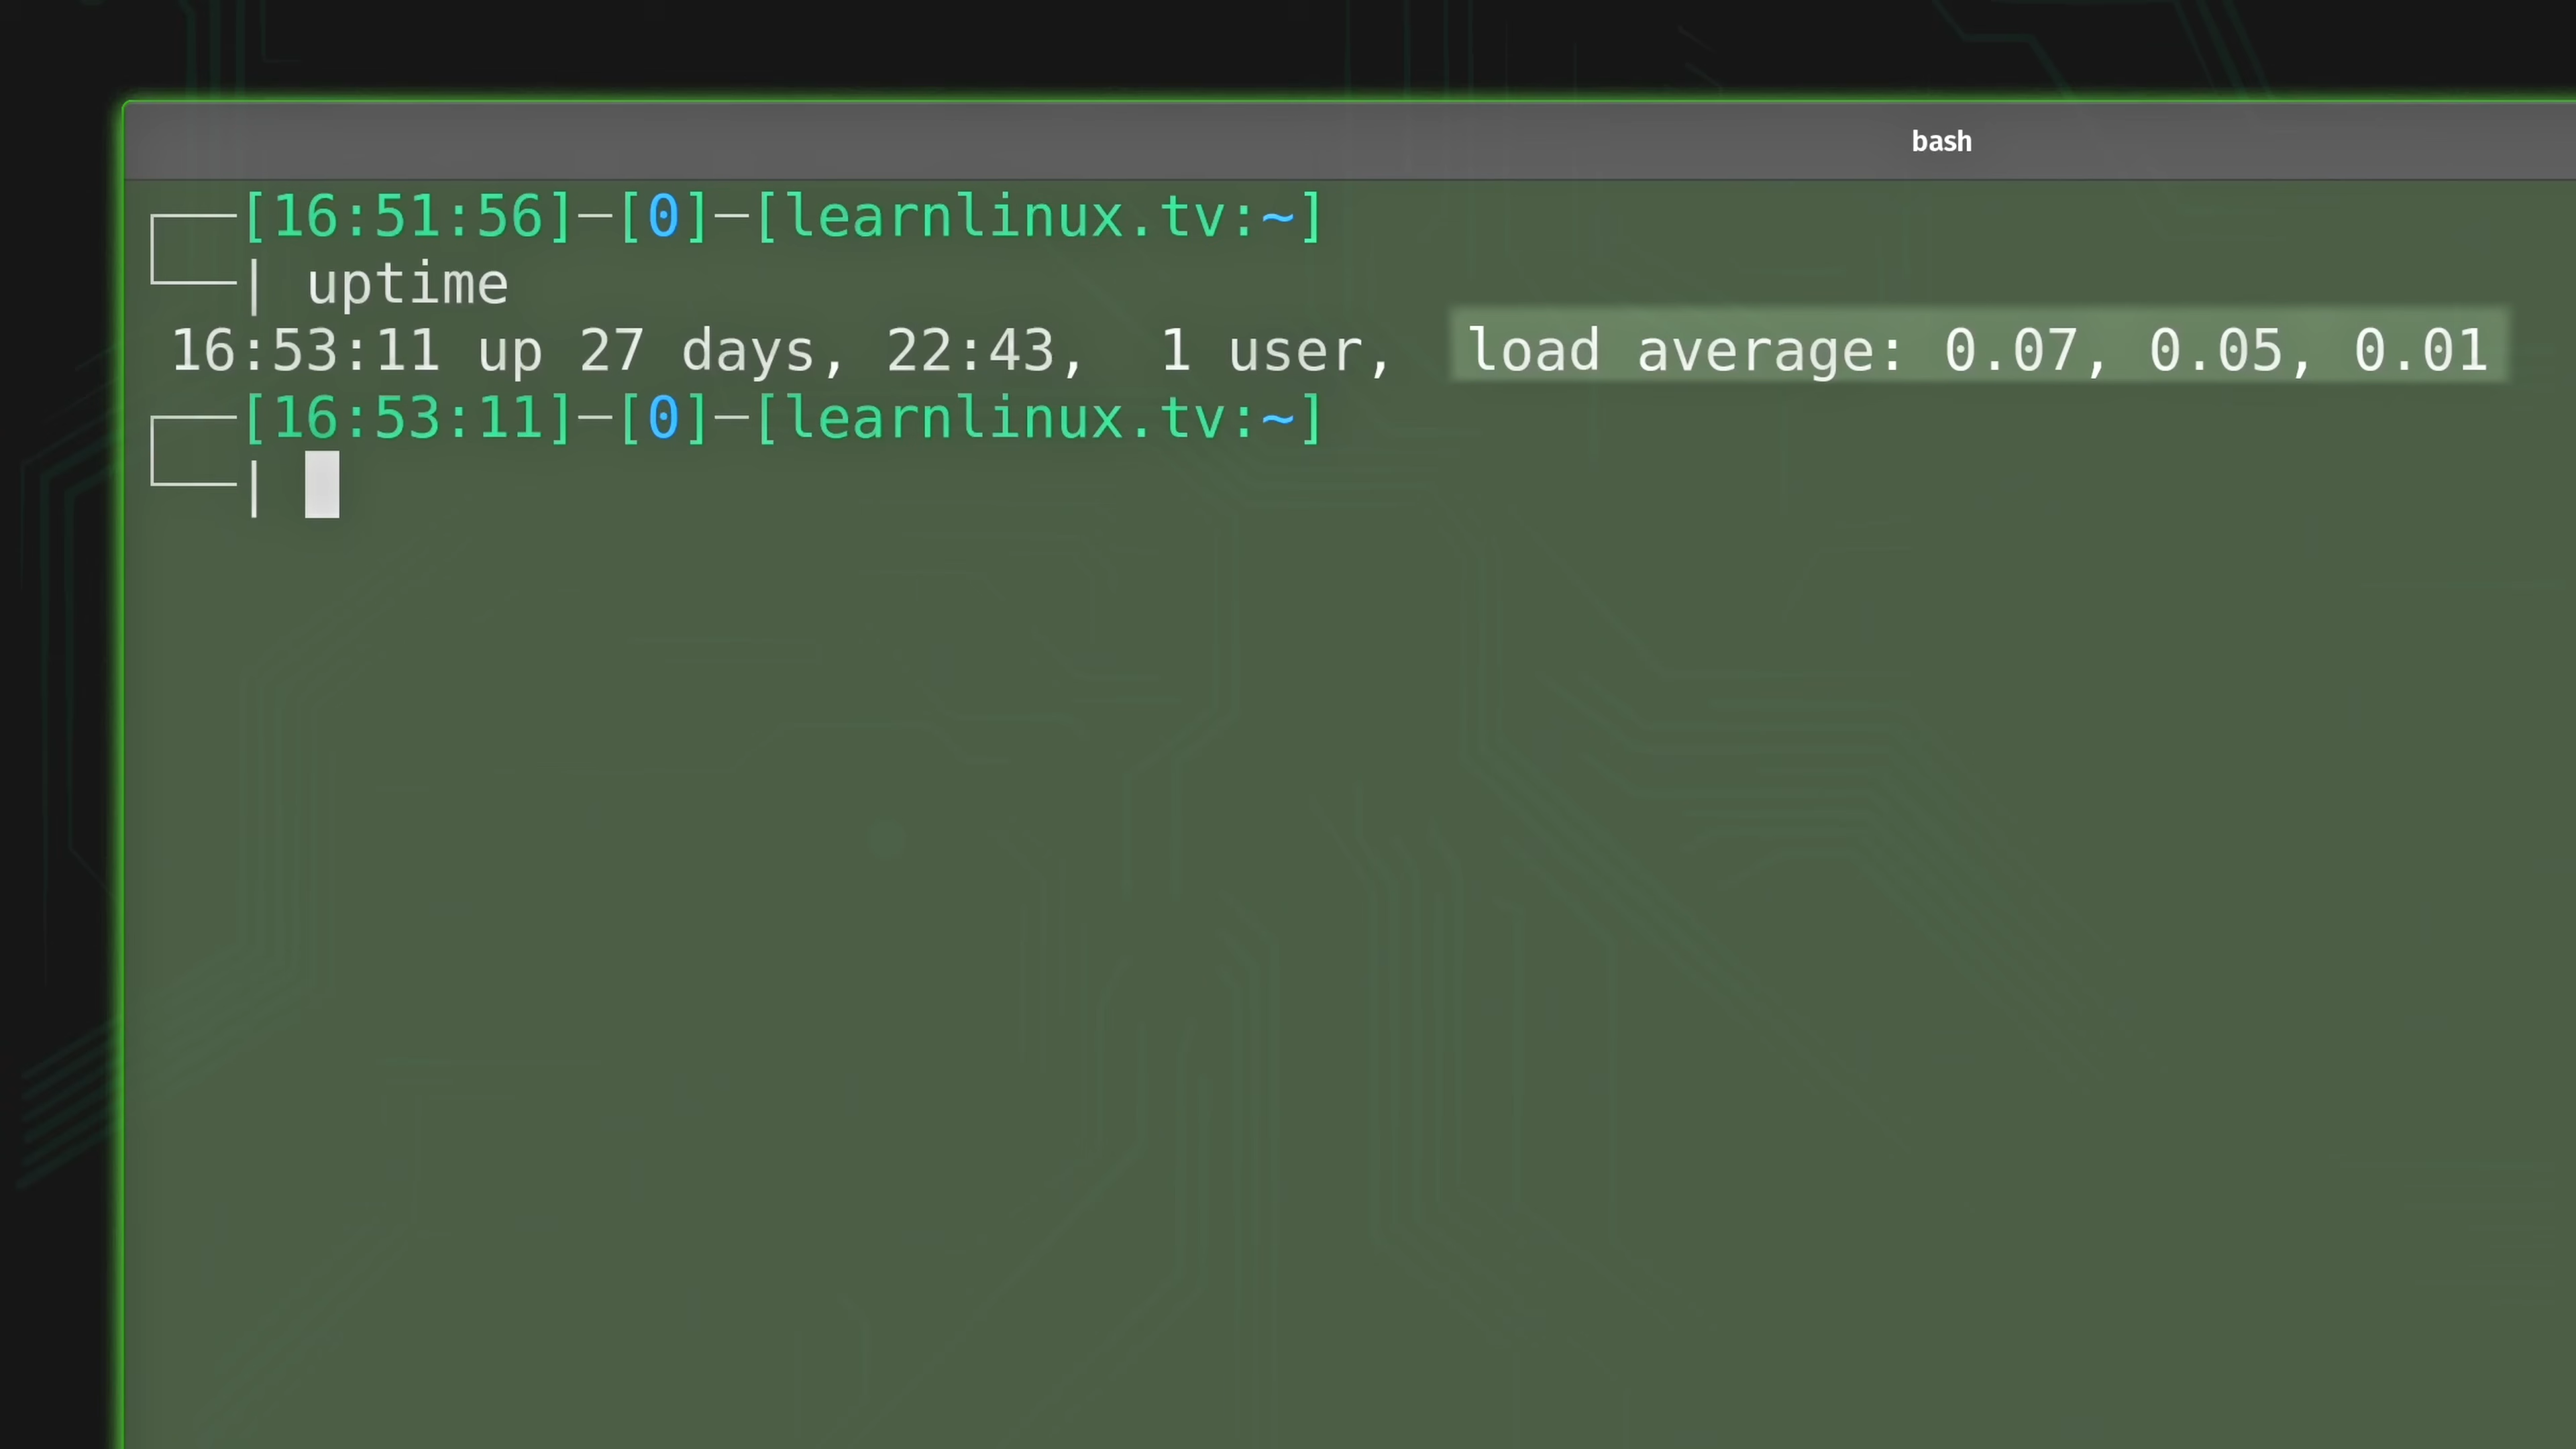 bash
┌──[16:51:56]─[0]─[learnlinux.tv:~]
└──| uptime
16:53:11 up 27 days, 22:43,  1 user,  load average: 0.07, 0.05, 0.01
┌──[16:53:11]─[0]─[learnlinux.tv:~]
└──|